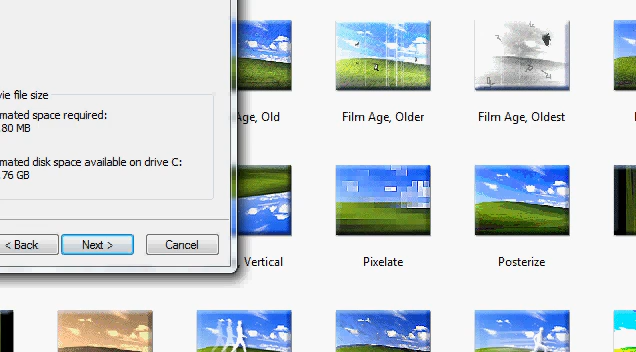 vie file size
mated space required:
.80 MB
mated disk space available on drive C:
.76 GB
< Back
Next >
Cancel
Age, Old
Film Age, Older
Film Age, Oldest
, Vertical
Pixelate
Posterize